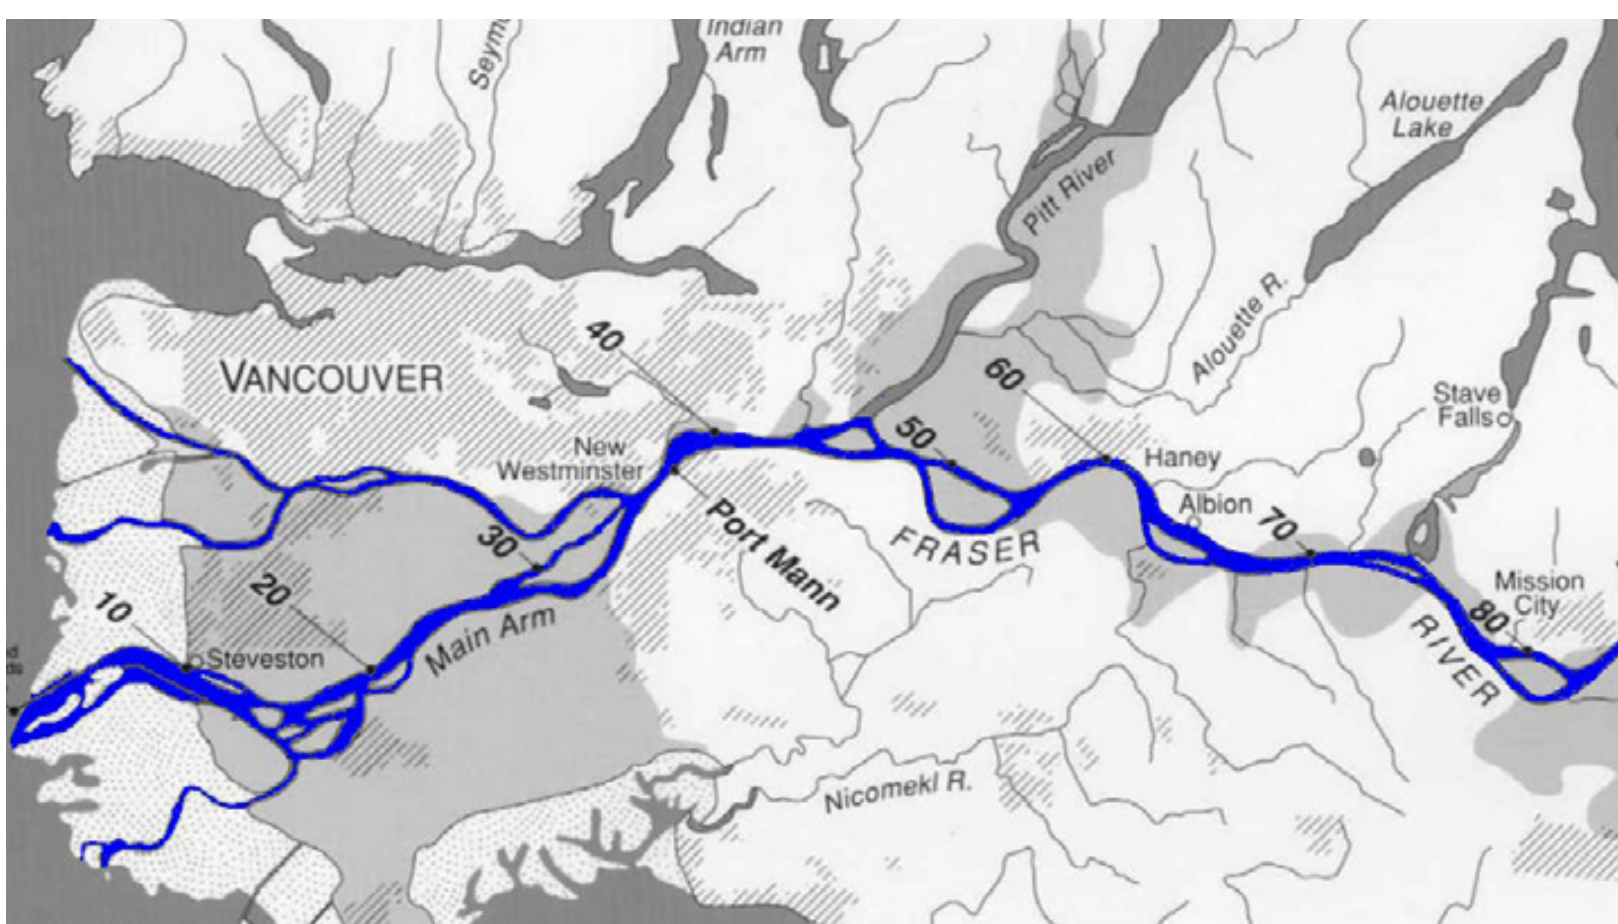 Indian
Arm
Seym
Alouette
Lake
Pitt River
Alouette R.
40
VANCOUVER
60
Stave
Falls
50
New
Westminster
Haney
Albion
Port Mann
FRASER
70
30
20
10
Mission
City
80
Main Arm
RIVER
Steveston
Nicomekl R.